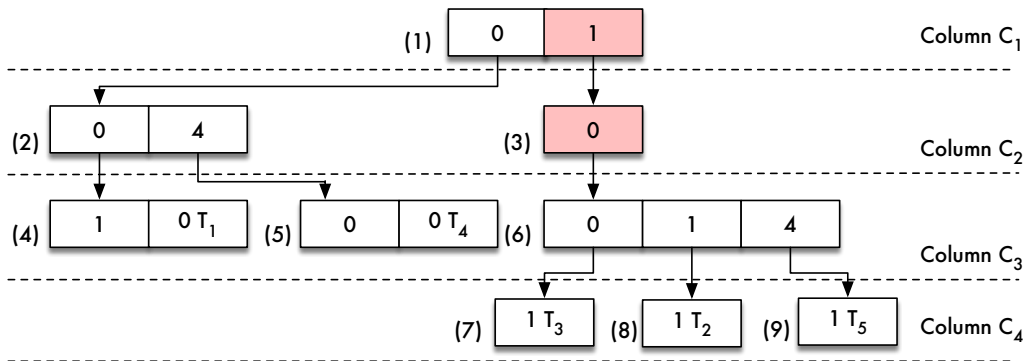 (1) 0 1 Column C1
(2) 0 4 (3) 0 Column C2
(4) 1 0 T1 (5) 0 0 T4 (6) 0 1 4 Column C3
(7) 1 T3 (8) 1 T2 (9) 1 T5 Column C4